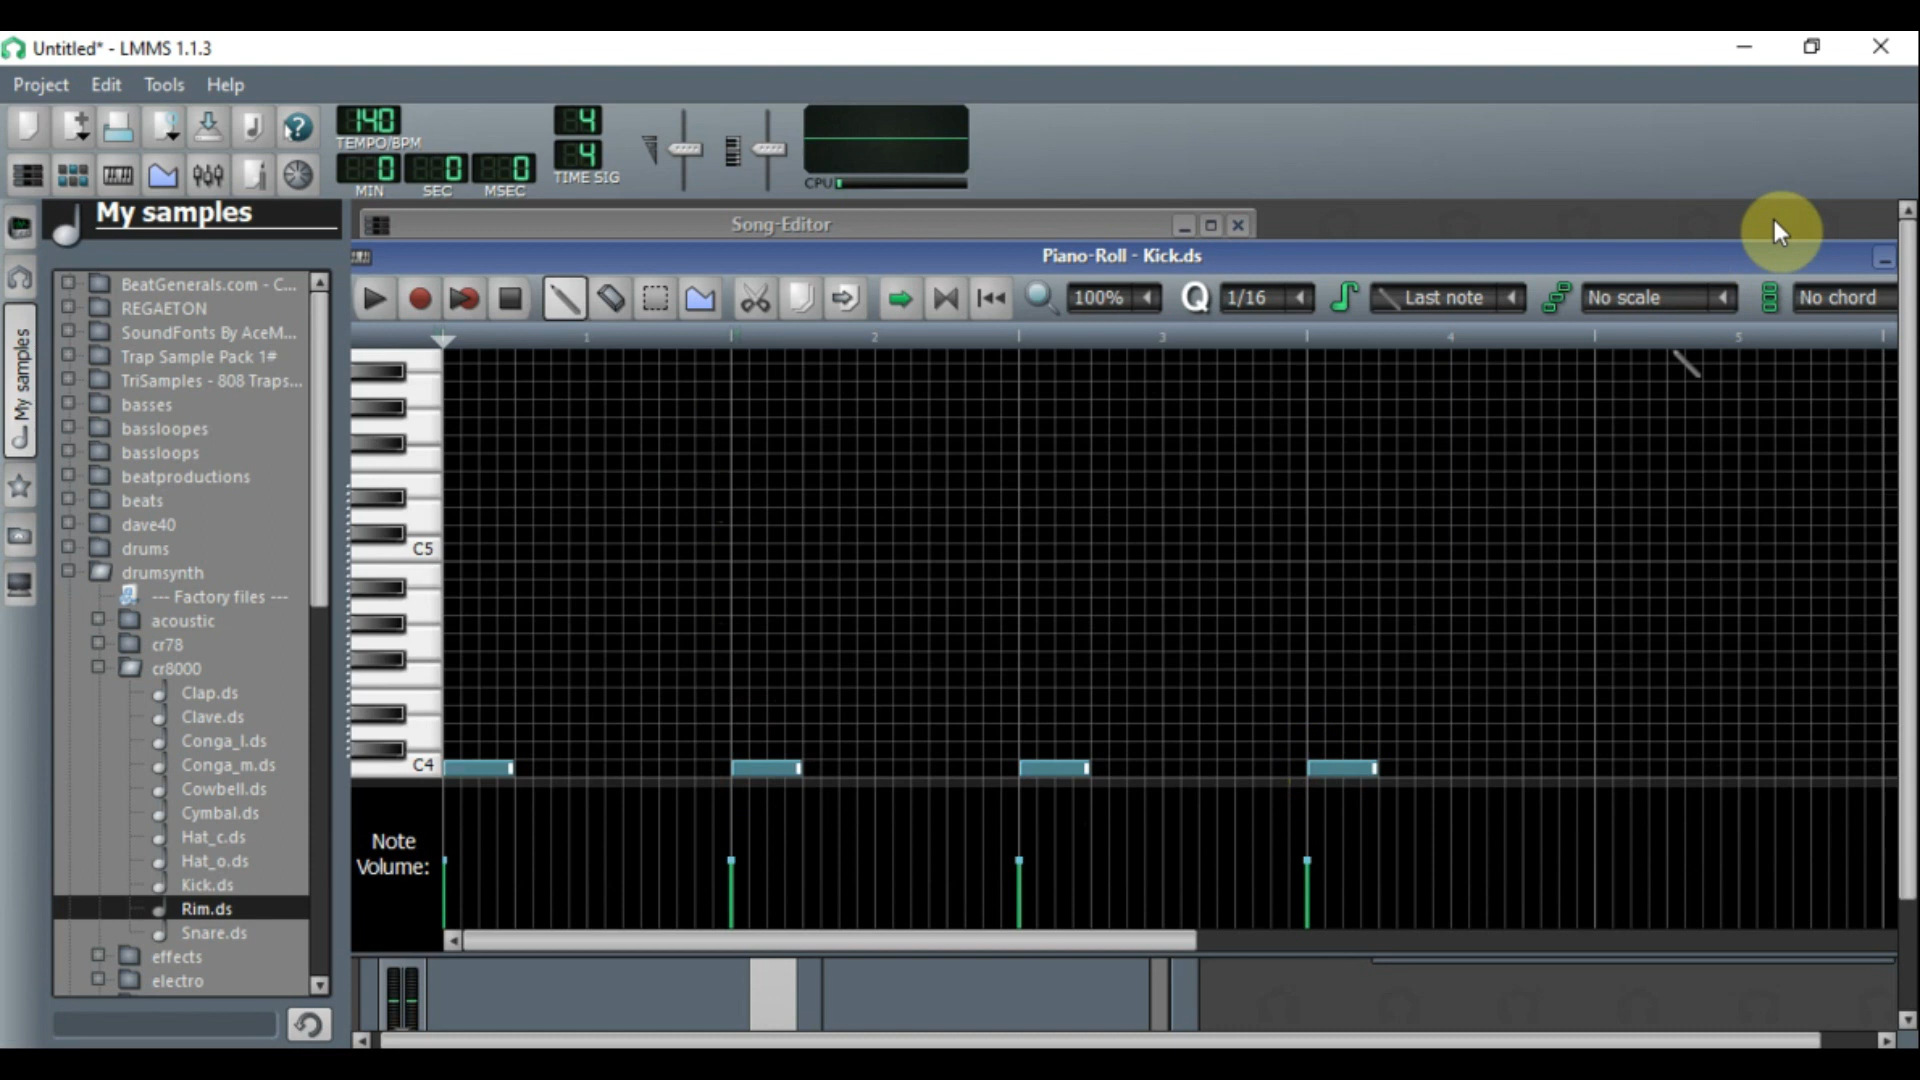 Untitled* - LMMS 1.1.3
Project Edit Tools Help
140
TEMPO/BPM
4
4
TIME SIG
0 0 0
MIN SEC MSEC
CPU
My samples
My samples
BeatGenerals.com - C...
REGAETON
SoundFonts By AceM...
Trap Sample Pack 1#
TriSamples - 808 Traps...
basses
bassloopes
bassloops
beatproductions
beats
dave40
drums
drumsynth
--- Factory files ---
acoustic
cr78
cr8000
Clap.ds
Clave.ds
Conga_l.ds
Conga_m.ds
Cowbell.ds
Cymbal.ds
Hat_c.ds
Hat_o.ds
Kick.ds
Rim.ds
Snare.ds
effects
electro
Song-Editor
Piano-Roll - Kick.ds
100% Q 1/16 Last note No scale No chord
1 2 3 4 5
C5
C4
Note
Volume: